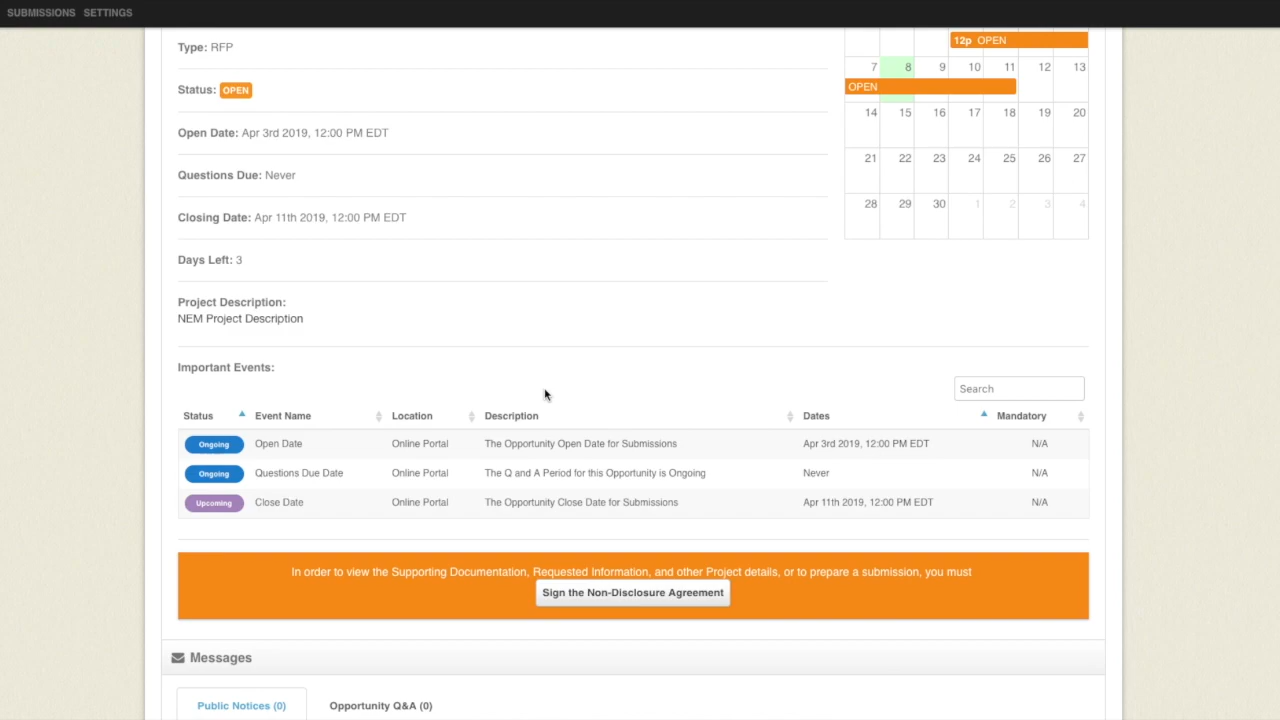 SUBMISSIONS SETTINGS
Type: RFP
Status: OPEN
Open Date: Apr 3rd 2019, 12:00 PM EDT
Questions Due: Never
Closing Date: Apr 11th 2019, 12:00 PM EDT
Days Left: 3
Project Description:
NEM Project Description
12p OPEN
7 8 9 10 11 12 13
OPEN
14 15 16 17 18 19 20
21 22 23 24 25 26 27
28 29 30 1 2 3 4
Important Events:
Search
Status Event Name Location Description Dates Mandatory
Ongoing Open Date Online Portal The Opportunity Open Date for Submissions Apr 3rd 2019, 12:00 PM EDT N/A
Ongoing Questions Due Date Online Portal The Q and A Period for this Opportunity is Ongoing Never N/A
Upcoming Close Date Online Portal The Opportunity Close Date for Submissions Apr 11th 2019, 12:00 PM EDT N/A
In order to view the Supporting Documentation, Requested Information, and other Project details, or to prepare a submission, you must
Sign the Non-Disclosure Agreement
Messages
Public Notices (0) Opportunity Q&A (0)